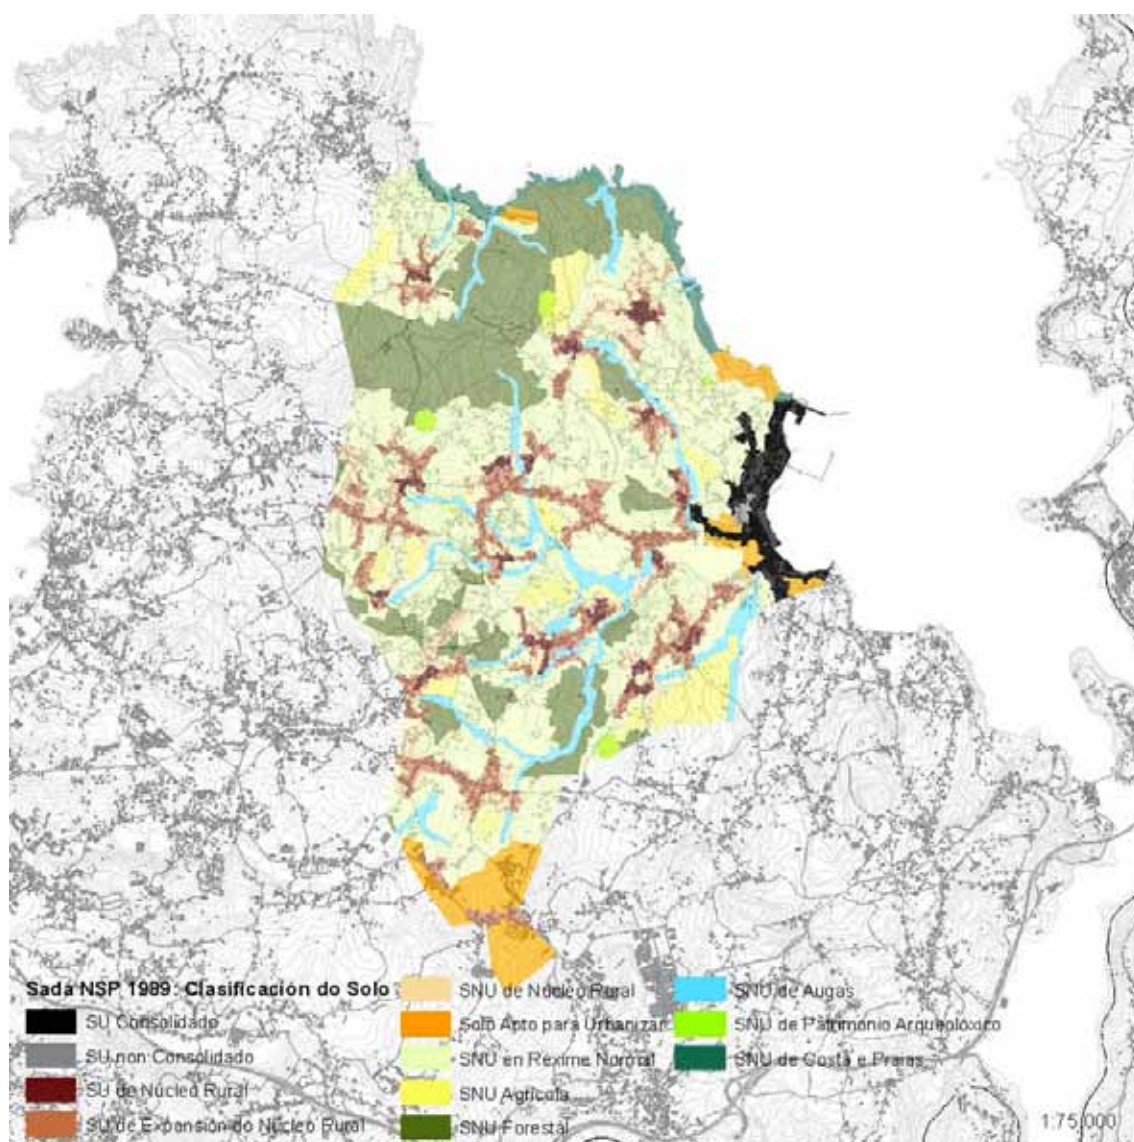 Sada NSP 1989: Clasificación do Solo
SU Consolidado
SU non Consolidado
SU de Núcleo Rural
SU de Expansión do Núcleo Rural
SNU de Núcleo Rural
Solo Apto para Urbanizar
SNU en Réxime Normal
SNU Agrícola
SNU Forestal
SNU de Augas
SNU de Patrimonio Arqueolóxico
SNU de Costa e Praias
1:75.000